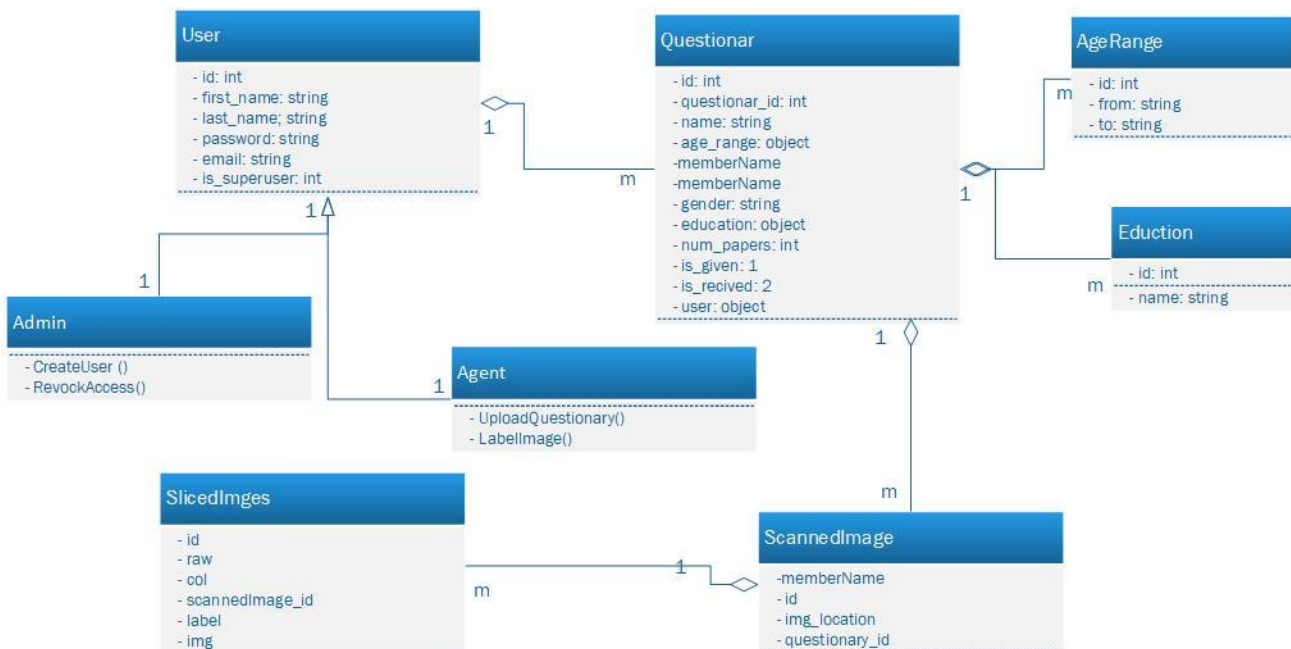 User
- id: int
- first_name: string
- last_name; string
- password: string
- email: string
- is_superuser: int
1
m
1
Questionar
- id: int
- questionar_id: int
- name: string
- age_range: object
-memberName
-memberName
- gender: string
- education: object
- num_papers: int
- is_given: 1
- is_recived: 2
- user: object
1
m
m
1
AgeRange
- id: int
- from: string
- to: string
Eduction
- id: int
- name: string
1
Admin
- CreateUser ()
- RevockAccess()
1
Agent
- UploadQuestionary()
- LabelImage()
m
SlicedImges
- id
- raw
- col
- scannedImage_id
- label
- img
m
1
ScannedImage
-memberName
- id
- img_location
- questionary_id